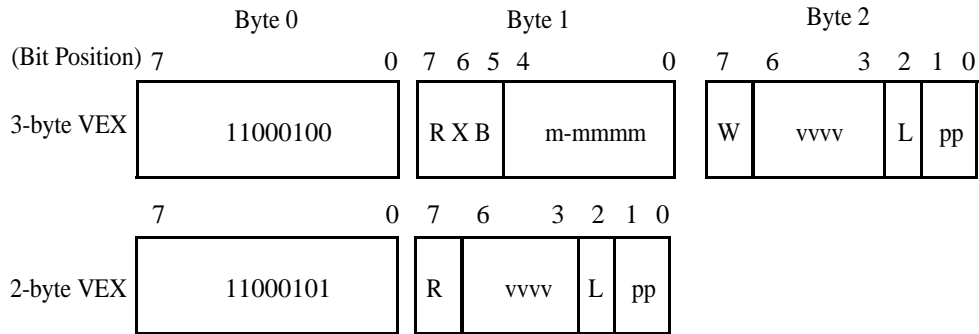 Byte 0 Byte 1 Byte 2
(Bit Position) 7 0 7 6 5 4 0 7 6 3 2 1 0
3-byte VEX 11000100 R X B m-mmmm W vvvv L pp
7 0 7 6 3 2 1 0
2-byte VEX 11000101 R vvvv L pp